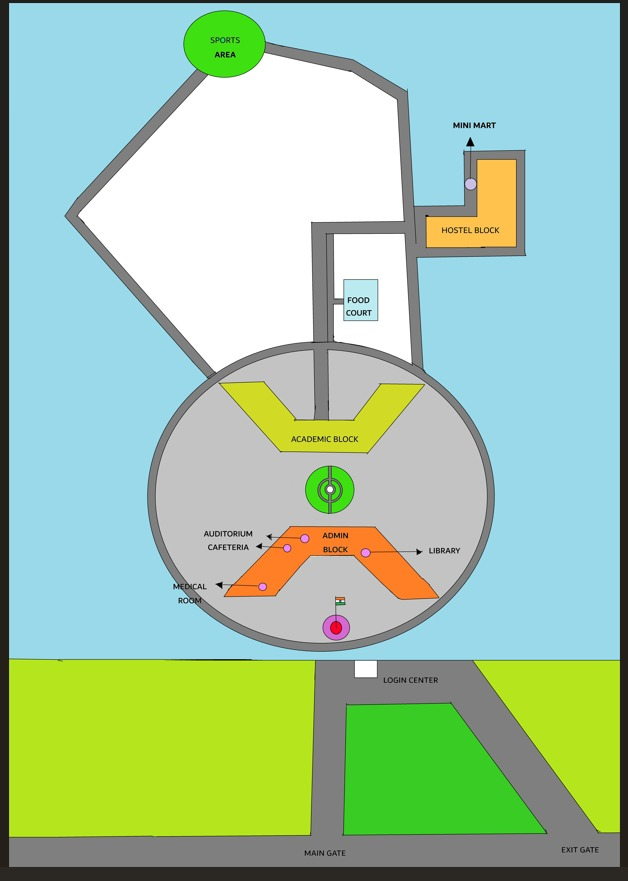 SPORTS
AREA
MINI MART
HOSTEL BLOCK
FOOD
COURT
ACADEMIC BLOCK
AUDITORIUM
CAFETERIA
ADMIN
BLOCK
LIBRARY
MEDICAL
ROOM
LOGIN CENTER
MAIN GATE
EXIT GATE